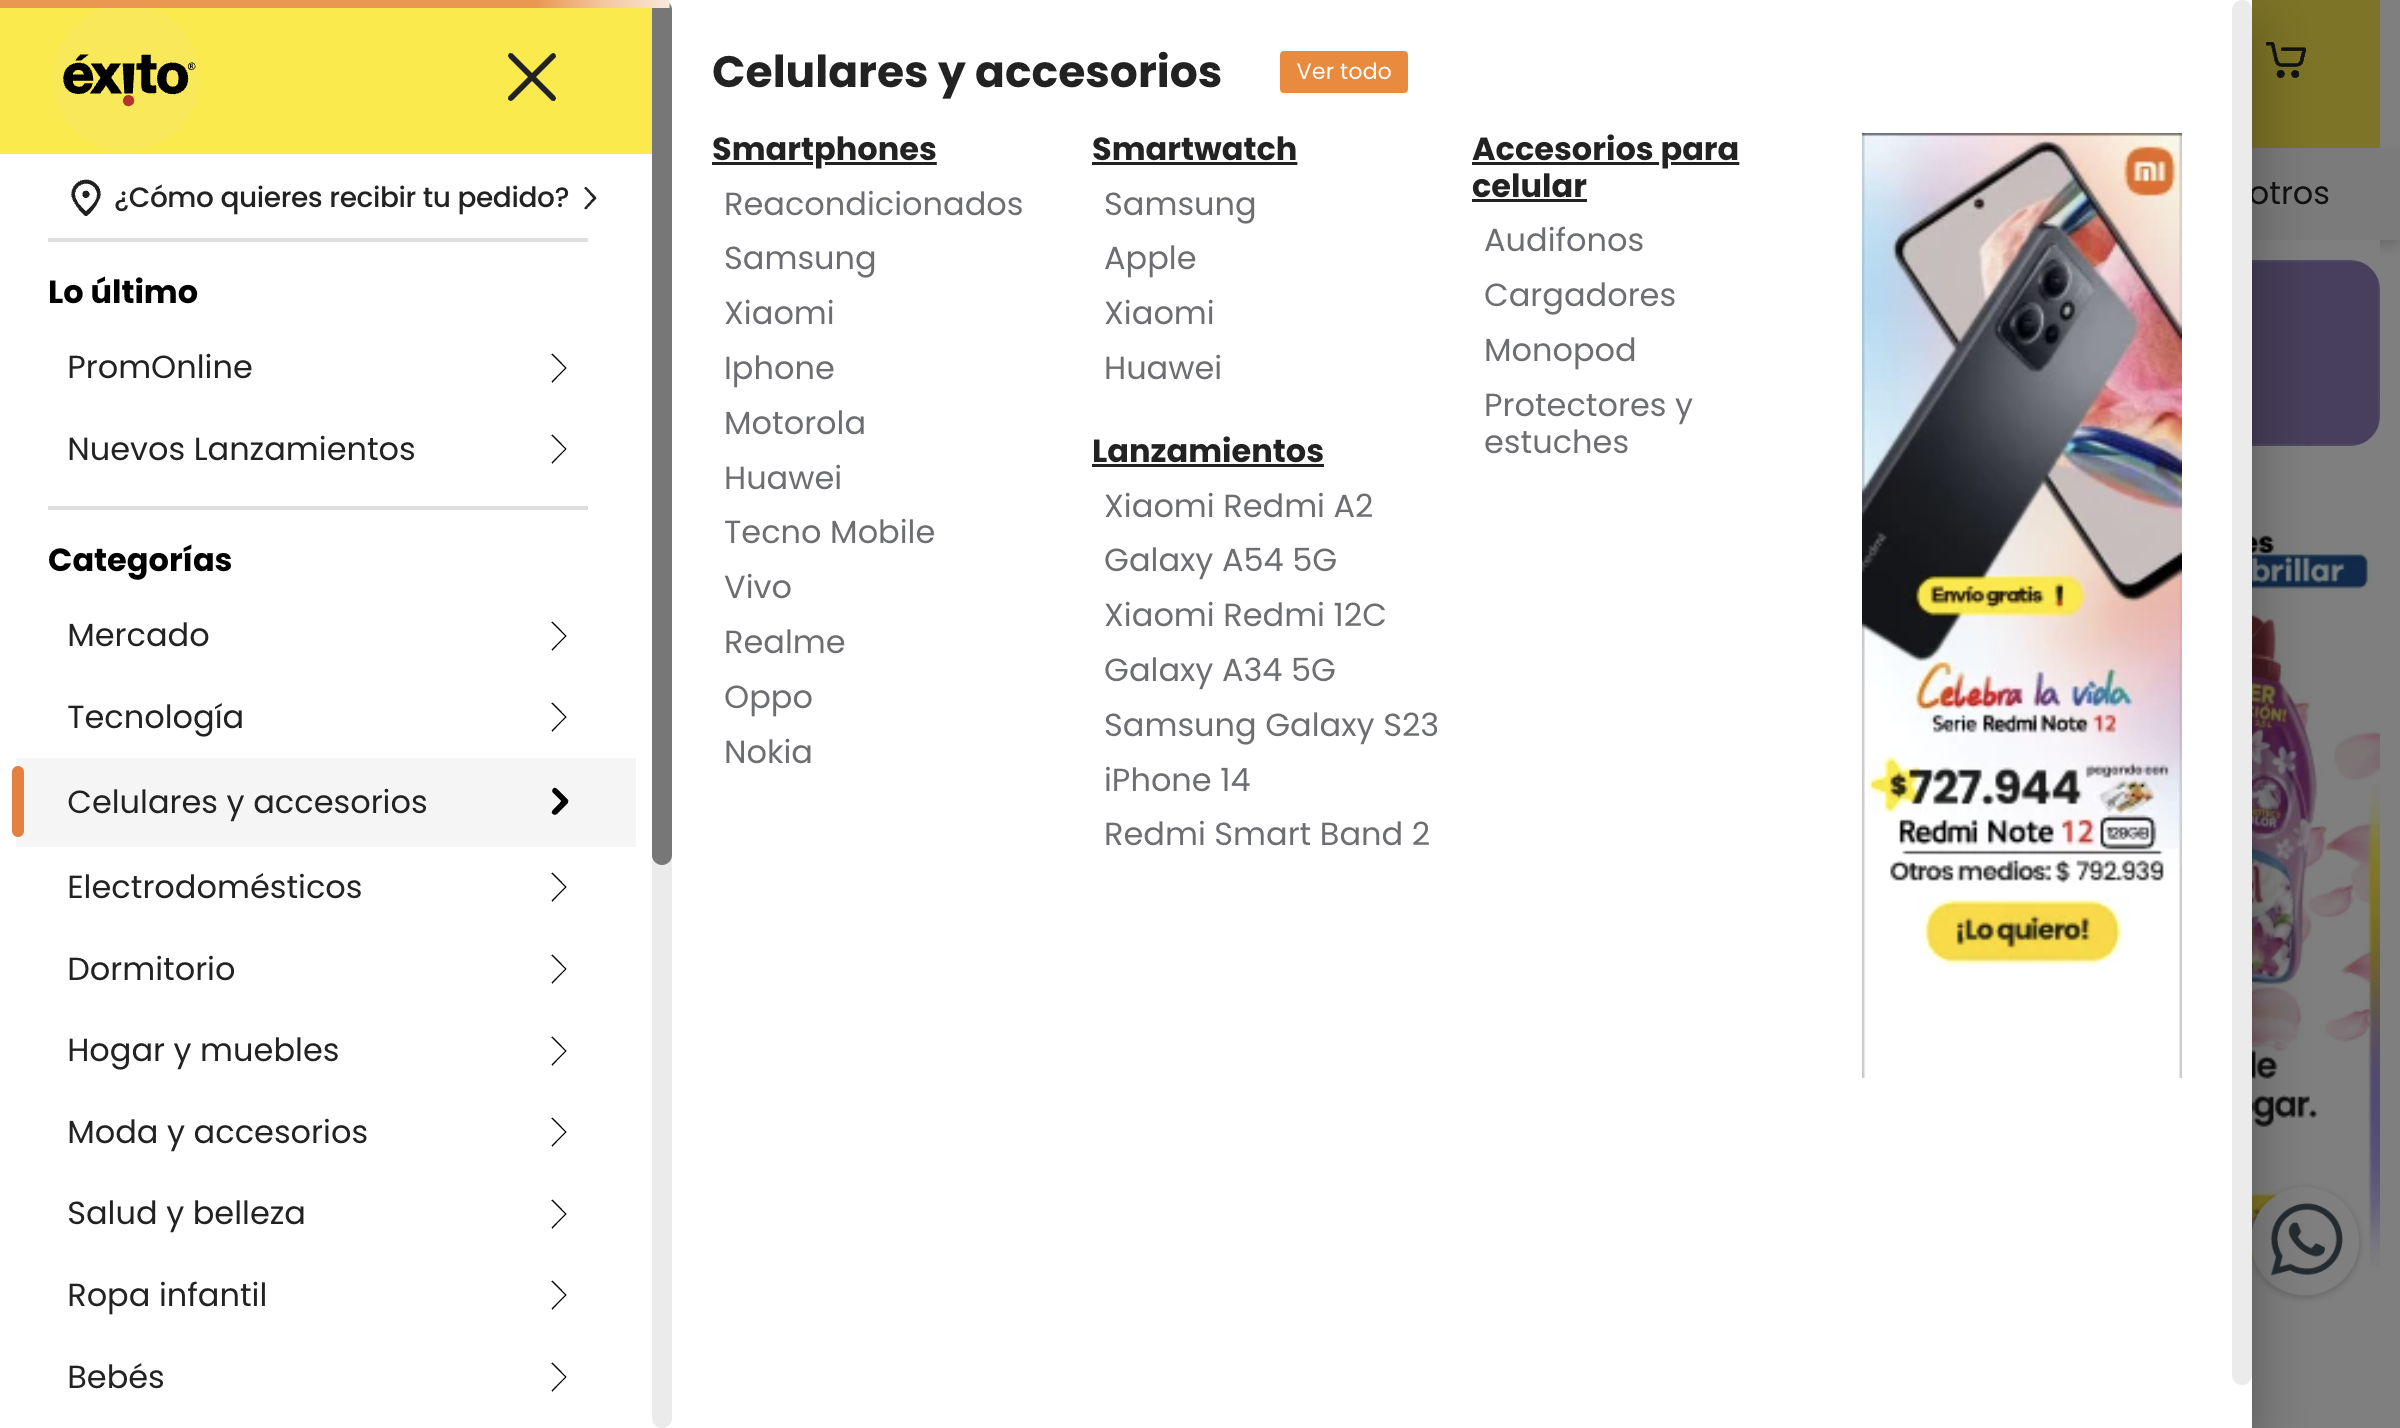 éxito
¿Cómo quieres recibir tu pedido?
Lo último
PromOnline
Nuevos Lanzamientos
Categorías
Mercado
Tecnología
Celulares y accesorios
Electrodomésticos
Dormitorio
Hogar y muebles
Moda y accesorios
Salud y belleza
Ropa infantil
Bebés
Celulares y accesorios
Ver todo
Smartphones
Reacondicionados
Samsung
Xiaomi
Iphone
Motorola
Huawei
Tecno Mobile
Vivo
Realme
Oppo
Nokia
Smartwatch
Samsung
Apple
Xiaomi
Huawei
Lanzamientos
Xiaomi Redmi A2
Galaxy A54 5G
Xiaomi Redmi 12C
Galaxy A34 5G
Samsung Galaxy S23
iPhone 14
Redmi Smart Band 2
Accesorios para
celular
Audifonos
Cargadores
Monopod
Protectores y
estuches
mi
Redmi
Envío gratis
Celebra la vida
Serie Redmi Note 12
$727.944 pagando con
Redmi Note 12 128GB
Otros medios: $ 792.939
¡Lo quiero!
otros
es
brillar
de
gar.